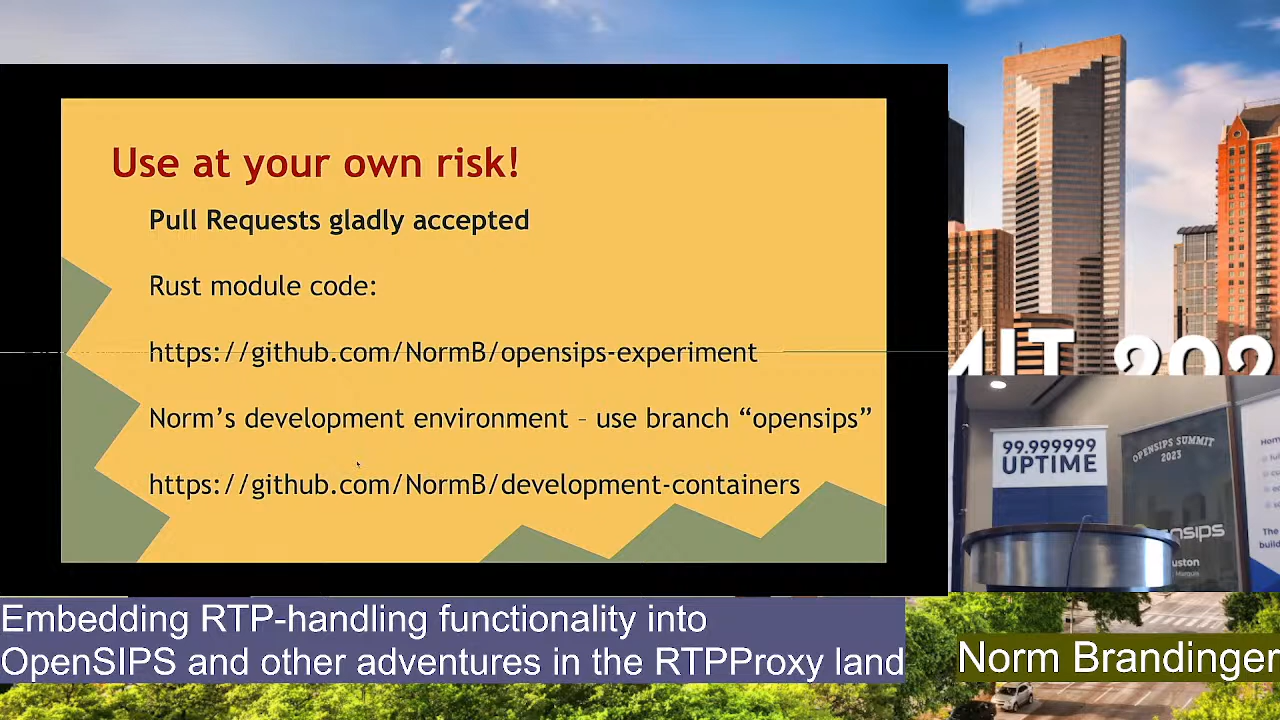 Use at your own risk!
Pull Requests gladly accepted
Rust module code:
https://github.com/NormB/opensips-experiment
Norm’s development environment – use branch “opensips”
https://github.com/NormB/development-containers
99.999999
UPTIME
OPENSIPS SUMMIT
2023
The
build
Embedding RTP-handling functionality into
OpenSIPS and other adventures in the RTPProxy land
Norm Brandinger